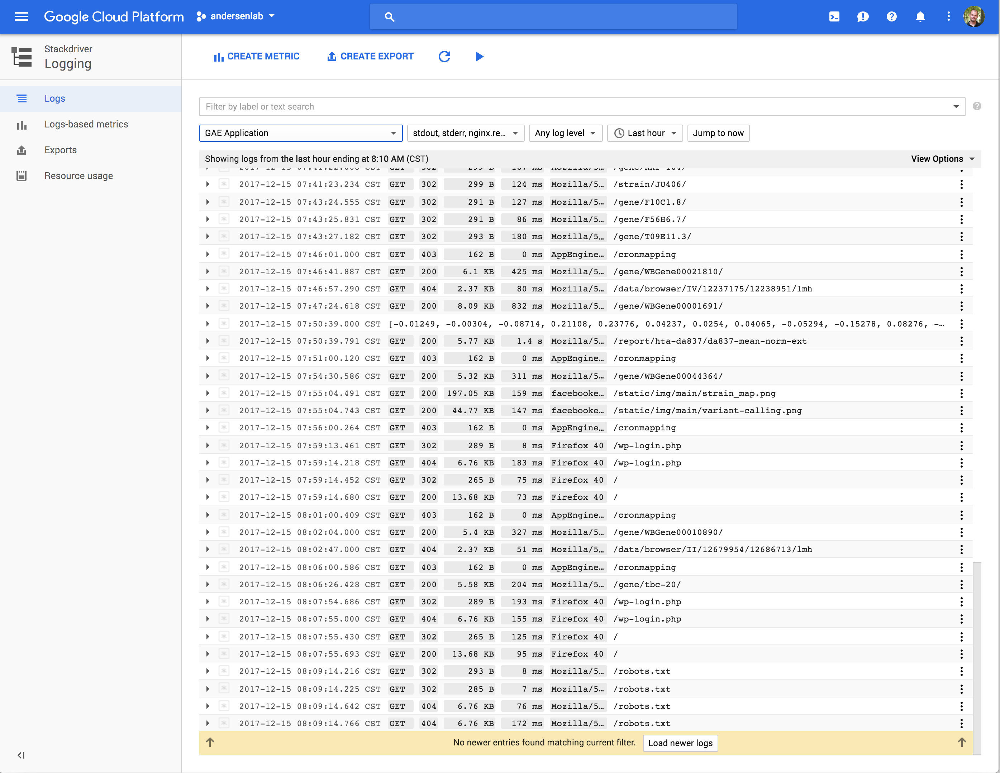 Google Cloud Platform andersenlab
Stackdriver
Logging
CREATE METRIC CREATE EXPORT
Logs
Logs-based metrics
Exports
Resource usage
Filter by label or text search
GAE Application stdout, stderr, nginx.re... Any log level Last hour Jump to now
Showing logs from the last hour ending at 8:10 AM (CST) View Options
2017-12-15 07:41:23.234 CST GET 302 299 B 124 ms Mozilla/5… /strain/JU406/
2017-12-15 07:43:24.555 CST GET 302 291 B 127 ms Mozilla/5… /gene/F10C1.8/
2017-12-15 07:43:25.831 CST GET 302 291 B 86 ms Mozilla/5… /gene/F56H6.7/
2017-12-15 07:43:27.182 CST GET 302 293 B 180 ms Mozilla/5… /gene/T09E11.3/
2017-12-15 07:46:01.000 CST GET 403 162 B 0 ms AppEngine… /cronmapping
2017-12-15 07:46:41.887 CST GET 200 6.1 KB 425 ms Mozilla/5… /gene/WBGene00021810/
2017-12-15 07:46:57.290 CST GET 404 2.37 KB 80 ms Mozilla/5… /data/browser/IV/12237175/12238951/lmh
2017-12-15 07:47:24.618 CST GET 200 8.09 KB 832 ms Mozilla/5… /gene/WBGene00001691/
2017-12-15 07:50:39.000 CST [-0.01249, -0.00304, -0.08714, 0.21108, 0.23776, 0.04237, 0.0254, 0.04065, -0.05294, -0.15278, 0.08276, -…
2017-12-15 07:50:39.791 CST GET 200 5.77 KB 1.4 s Mozilla/5… /report/hta-da837/da837-mean-norm-ext
2017-12-15 07:51:00.120 CST GET 403 162 B 0 ms AppEngine… /cronmapping
2017-12-15 07:54:30.586 CST GET 200 5.32 KB 311 ms Mozilla/5… /gene/WBGene00044364/
2017-12-15 07:55:04.491 CST GET 200 197.05 KB 159 ms facebooke… /static/img/main/strain_map.png
2017-12-15 07:55:04.743 CST GET 200 44.77 KB 147 ms facebooke… /static/img/main/variant-calling.png
2017-12-15 07:56:00.264 CST GET 403 162 B 0 ms AppEngine… /cronmapping
2017-12-15 07:59:13.461 CST GET 302 289 B 8 ms Firefox 40 /wp-login.php
2017-12-15 07:59:14.218 CST GET 404 6.76 KB 183 ms Firefox 40 /wp-login.php
2017-12-15 07:59:14.452 CST GET 302 265 B 75 ms Firefox 40 /
2017-12-15 07:59:14.680 CST GET 200 13.68 KB 73 ms Firefox 40 /
2017-12-15 08:01:00.409 CST GET 403 162 B 0 ms AppEngine… /cronmapping
2017-12-15 08:02:04.000 CST GET 200 5.4 KB 327 ms Mozilla/5… /gene/WBGene00010890/
2017-12-15 08:02:47.000 CST GET 404 2.37 KB 51 ms Mozilla/5… /data/browser/II/12679954/12686713/lmh
2017-12-15 08:06:00.586 CST GET 403 162 B 0 ms AppEngine… /cronmapping
2017-12-15 08:06:26.428 CST GET 200 5.58 KB 204 ms Mozilla/5… /gene/tbc-20/
2017-12-15 08:07:54.686 CST GET 302 289 B 193 ms Firefox 40 /wp-login.php
2017-12-15 08:07:55.000 CST GET 404 6.76 KB 155 ms Firefox 40 /wp-login.php
2017-12-15 08:07:55.430 CST GET 302 265 B 125 ms Firefox 40 /
2017-12-15 08:07:55.693 CST GET 200 13.68 KB 95 ms Firefox 40 /
2017-12-15 08:09:14.216 CST GET 302 293 B 8 ms Mozilla/5… /robots.txt
2017-12-15 08:09:14.225 CST GET 302 285 B 7 ms Mozilla/5… /robots.txt
2017-12-15 08:09:14.642 CST GET 404 6.76 KB 76 ms Mozilla/5… /robots.txt
2017-12-15 08:09:14.766 CST GET 404 6.76 KB 172 ms Mozilla/5… /robots.txt
No newer entries found matching current filter. Load newer logs